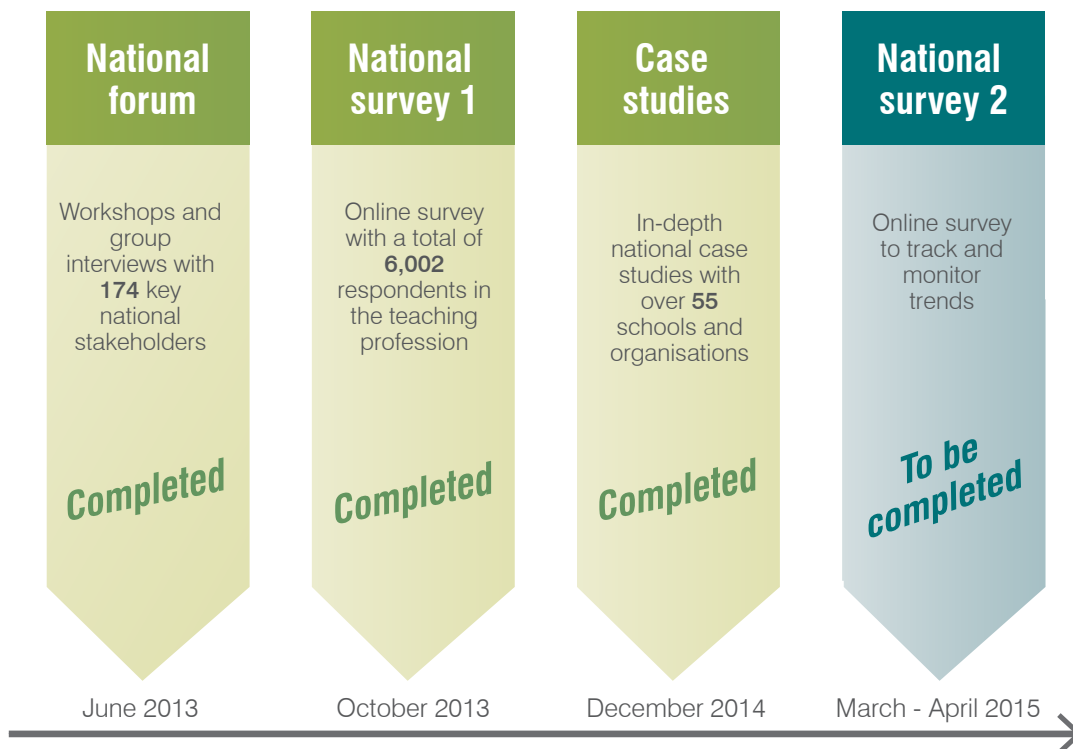 National
forum
Workshops and
group
interviews with
174 key
national
stakeholders
Completed
June 2013
National
survey 1
Online survey
with a total of
6,002
respondents in
the teaching
profession
Completed
October 2013
Case
studies
In-depth
national case
studies with
over 55
schools and
organisations
Completed
December 2014
National
survey 2
Online survey
to track and
monitor
trends
To be
completed
March - April 2015